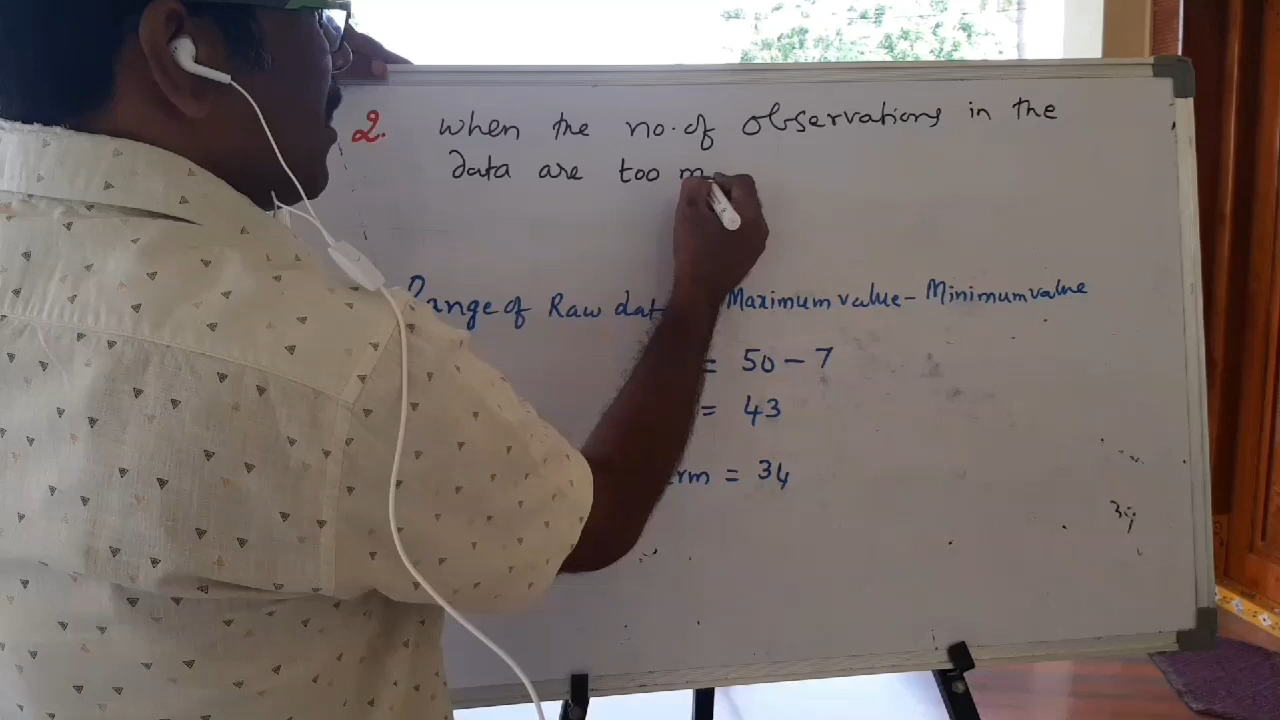 2. When the no. of observations in the
data are too
Range of Raw data Maximum value - Minimum value
= 50 - 7
= 43
= 34